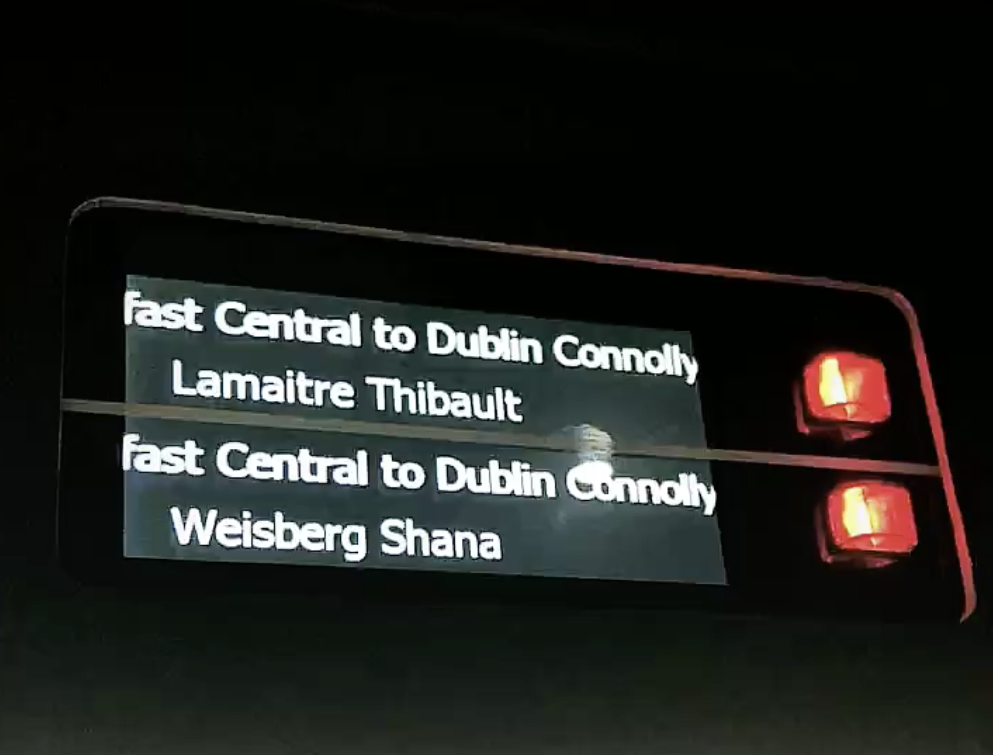 fast Central to Dublin Connolly
Lamaitre Thibault
fast Central to Dublin Connolly
Weisberg Shana